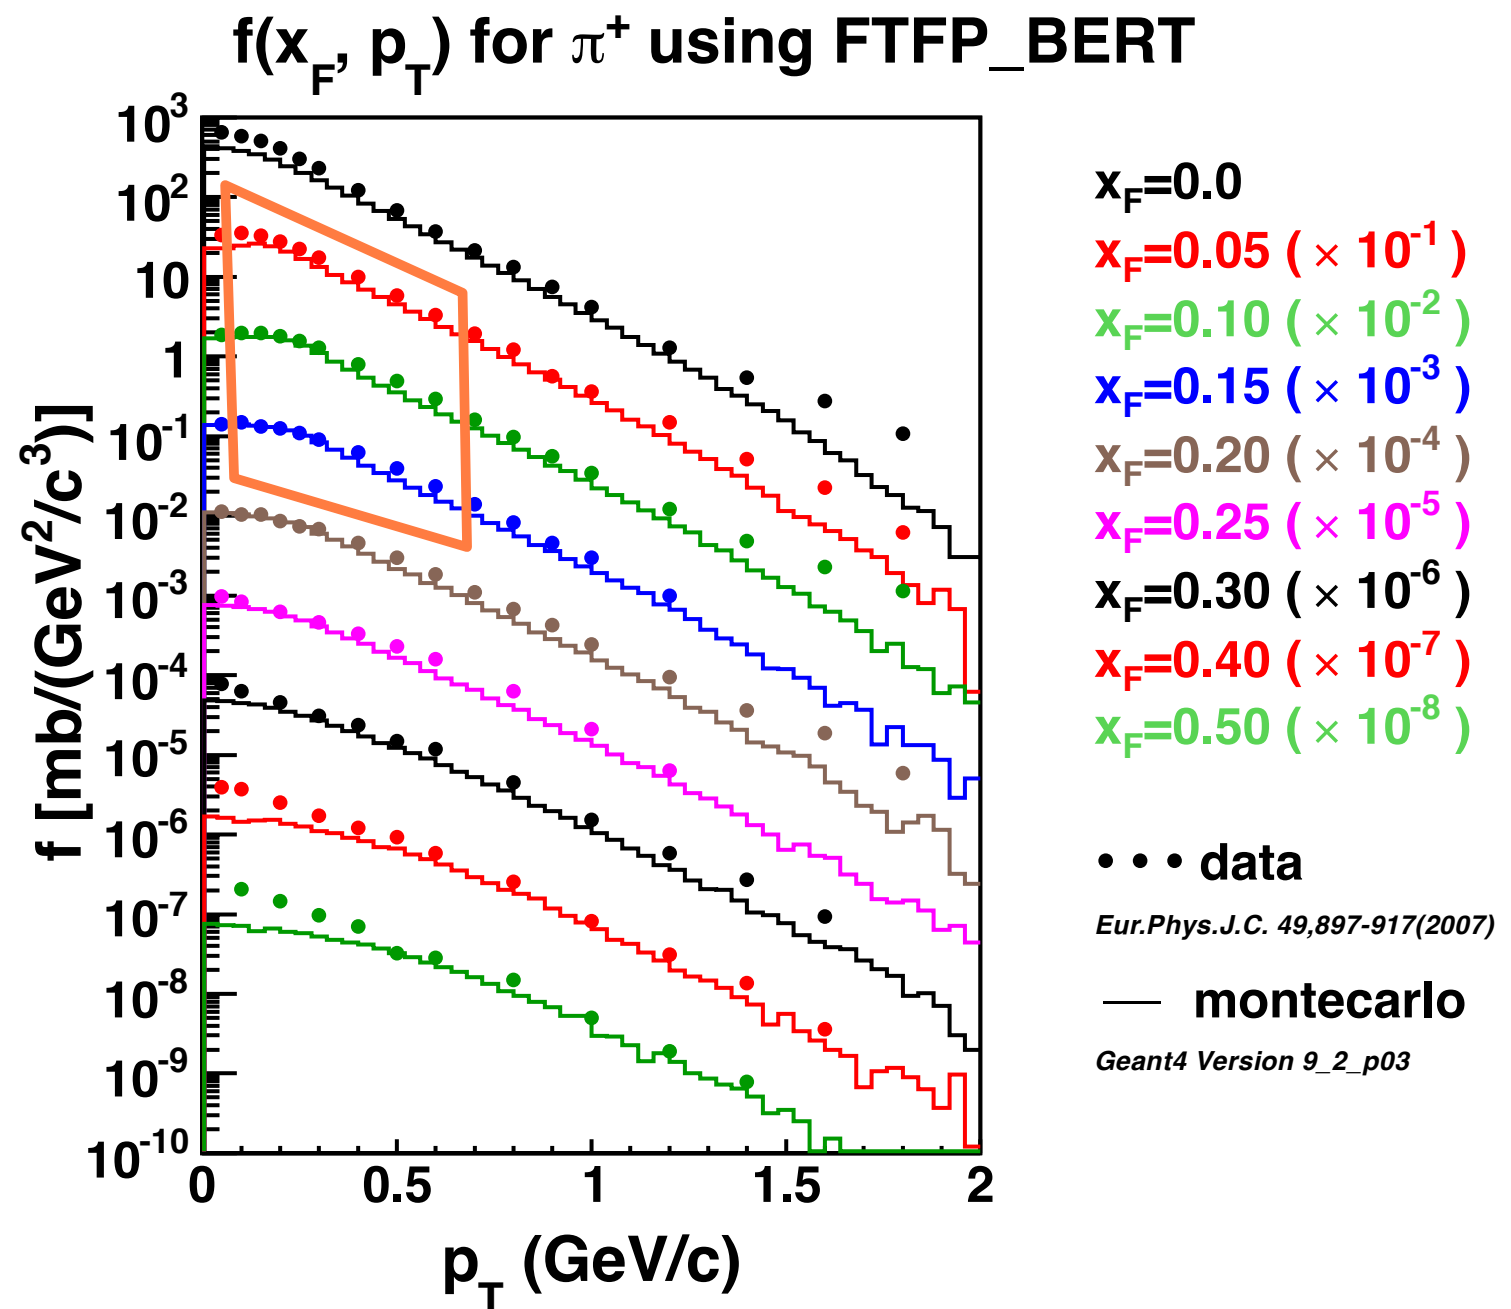 f(x_F, p_T) for π⁺ using FTFP_BERT
10³
10²
10
1
10⁻¹
10⁻²
10⁻³
10⁻⁴
10⁻⁵
10⁻⁶
10⁻⁷
10⁻⁸
10⁻⁹
10⁻¹⁰
f [mb/(GeV²/c³)]
0 0.5 1 1.5 2
p_T (GeV/c)
x_F=0.0
x_F=0.05 ( × 10⁻¹ )
x_F=0.10 ( × 10⁻² )
x_F=0.15 ( × 10⁻³ )
x_F=0.20 ( × 10⁻⁴ )
x_F=0.25 ( × 10⁻⁵ )
x_F=0.30 ( × 10⁻⁶ )
x_F=0.40 ( × 10⁻⁷ )
x_F=0.50 ( × 10⁻⁸ )
data
Eur.Phys.J.C. 49,897-917(2007)
montecarlo
Geant4 Version 9_2_p03